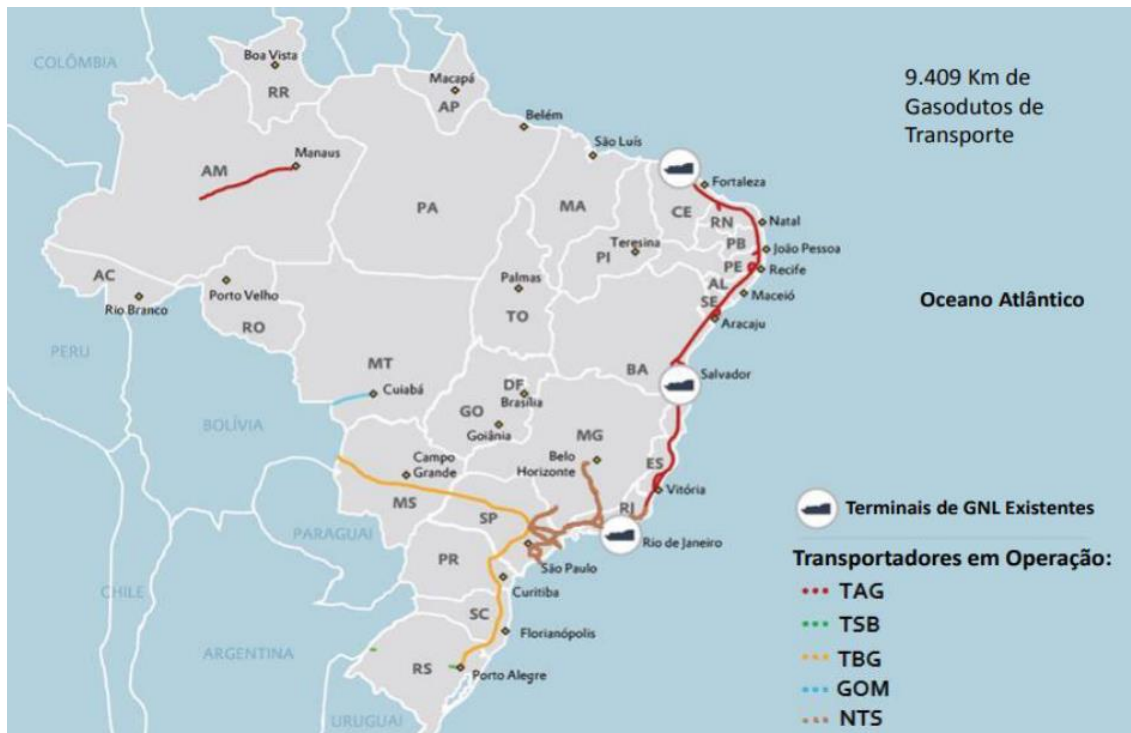 COLÔMBIA
Boa Vista
RR
Macapá
AP
9.409 Km de
Gasodutos de
Transporte
Belém
São Luís
Manaus
AM
Fortaleza
PA
MA
CE
RN
Natal
Teresina
PI
PB
João Pessoa
PE
Recife
AC
Porto Velho
Palmas
AL
Maceió
Rio Branco
SE
Oceano Atlântico
RO
TO
Aracaju
PERU
MT
BA
Salvador
Cuiabá
DF
Brasília
GO
BOLÍVIA
Goiânia
MG
Belo
Horizonte
Campo
Grande
ES
Vitória
MS
SP
RJ
Terminais de GNL Existentes
PARAGUAI
Rio de Janeiro
PR
São Paulo
Transportadores em Operação:
CHILE
Curitiba
TAG
SC
TSB
Florianópolis
ARGENTINA
TBG
RS
Porto Alegre
GOM
URUGUAI
NTS